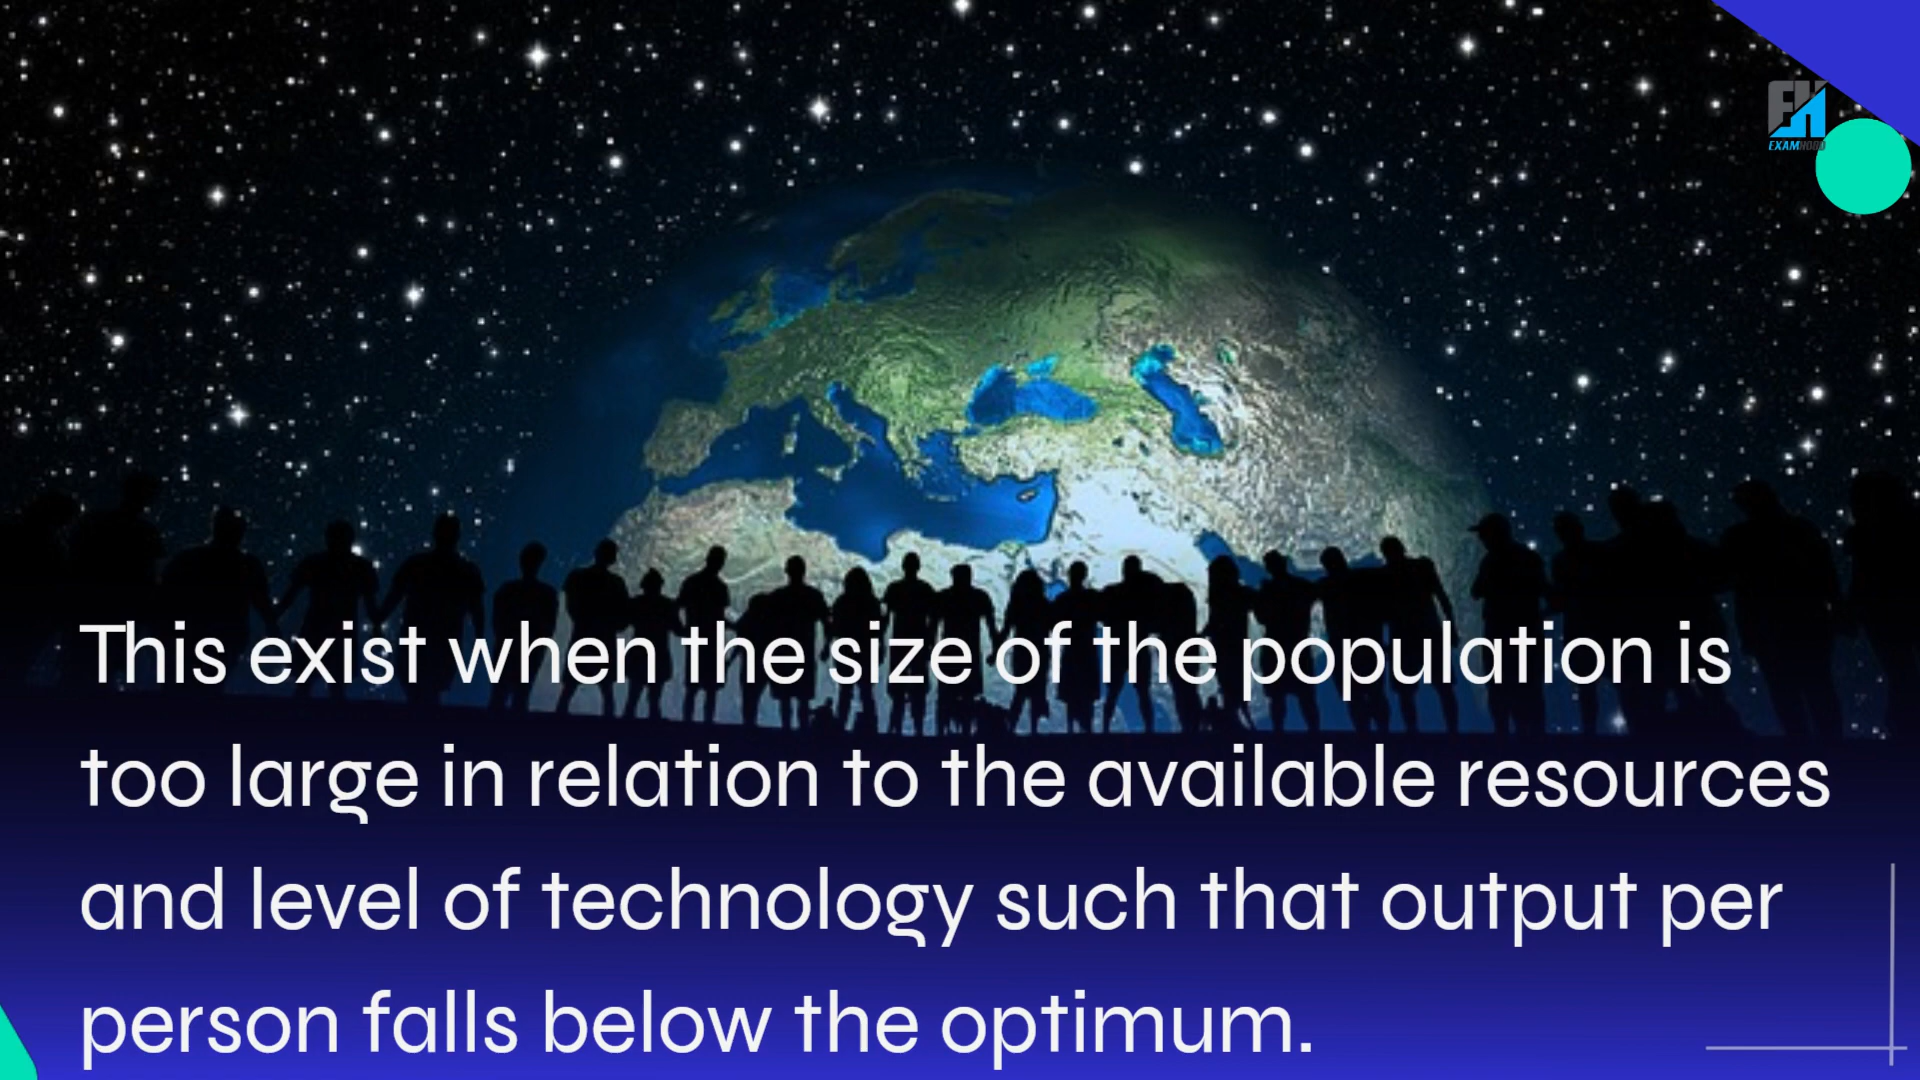 EXAMHOBO
This exist when the size of the population is
too large in relation to the available resources
and level of technology such that output per
person falls below the optimum.